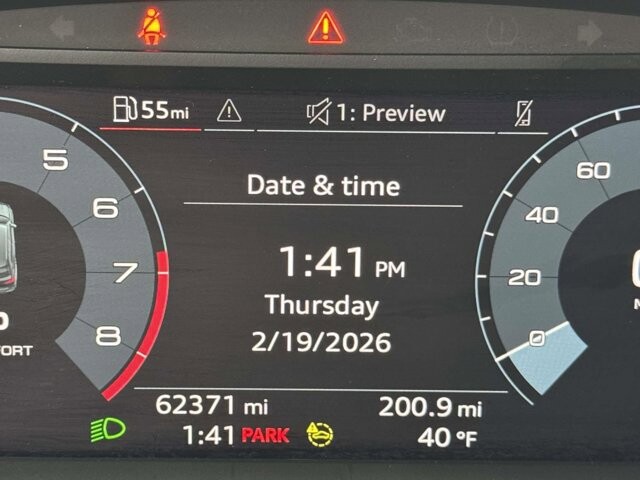 55mi
1: Preview
5
6
7
8
Date & time
1:41 PM
Thursday
2/19/2026
60
40
20
0
62371 mi
200.9 mi
1:41 PARK
40 °F